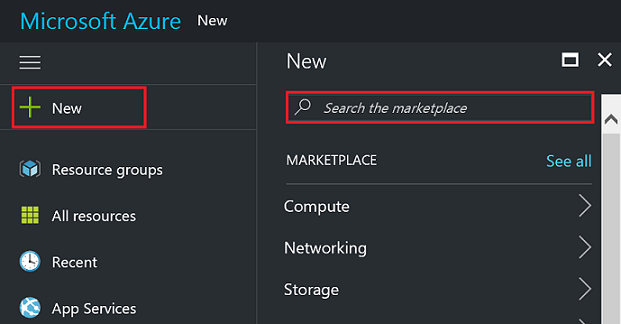 Microsoft Azure New
New
Search the marketplace
New
MARKETPLACE See all
Resource groups
Compute
All resources
Networking
Recent
Storage
App Services